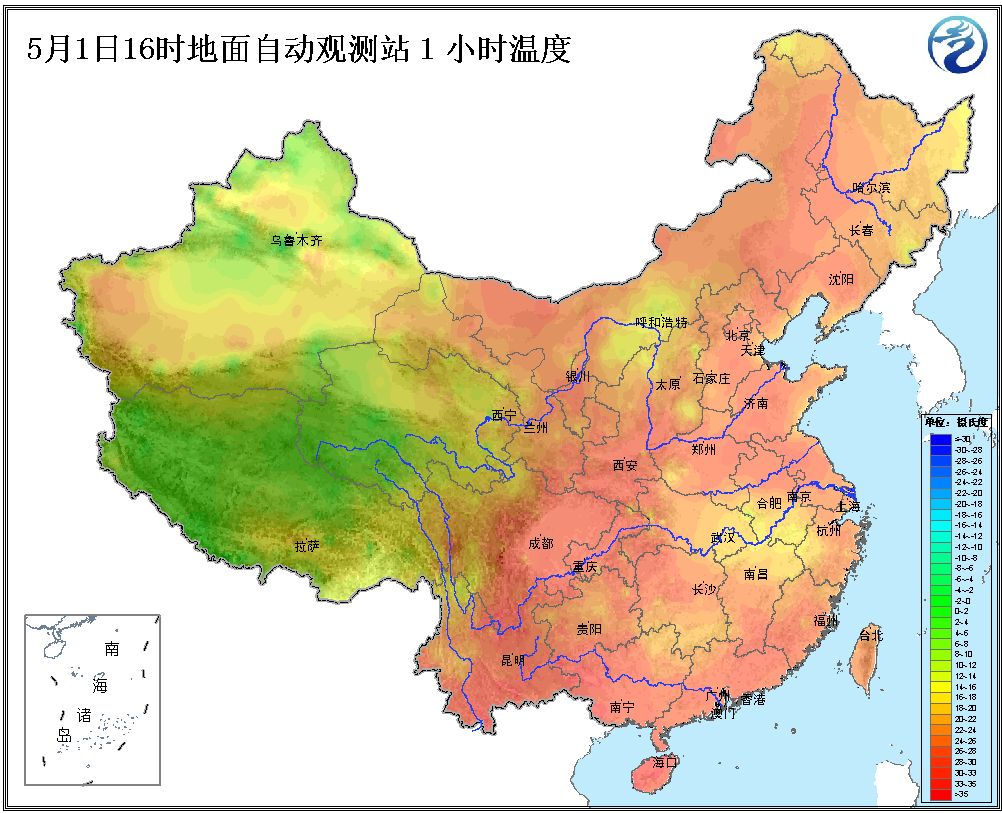 5月1日16时地面自动观测站1小时温度
哈尔滨
长春
沈阳
乌鲁木齐
呼和浩特
北京
天津
银川
太原
石家庄
济南
西宁
兰州
郑州
西安
合肥
南京
上海
杭州
武汉
成都
重庆
南昌
拉萨
长沙
贵阳
福州
台北
昆明
南宁
广州
香港
澳门
海口
南
海
诸
岛
单位：摄氏度
≤-30
-30~-28
-28~-26
-26~-24
-24~-22
-22~-20
-20~-18
-18~-16
-16~-14
-14~-12
-12~-10
-10~-8
-8~-6
-6~-4
-4~-2
-2~0
0~2
2~4
4~6
6~8
8~10
10~12
12~14
14~16
16~18
18~20
20~22
22~24
24~26
26~28
28~30
30~33
33~35
>35